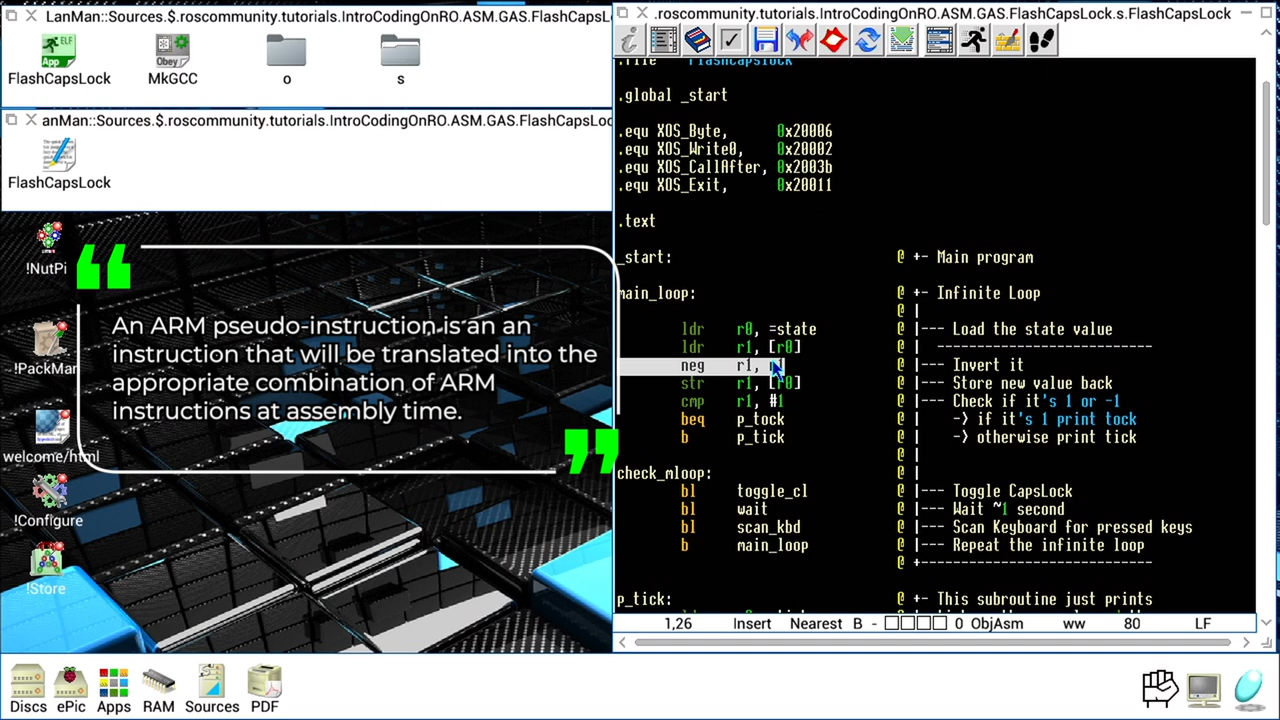 LanMan::Sources.$.roscommunity.tutorials.IntroCodingOnRO.ASM.GAS.FlashCapsL
FlashCapsLock
MkGCC
o
s
anMan::Sources.$.roscommunity.tutorials.IntroCodingOnRO.ASM.GAS.FlashCapsLo
FlashCapsLock
!NutPi
!PackMan
welcome/html
!Configure
!Store
An ARM pseudo-instruction is an an
instruction that will be translated into the
appropriate combination of ARM
instructions at assembly time.
.roscommunity.tutorials.IntroCodingOnRO.ASM.GAS.FlashCapsLock.s.FlashCapsLock
.file "flashcapslock"
.global _start
.equ XOS_Byte, 0x20006
.equ XOS_Write0, 0x20002
.equ XOS_CallAfter, 0x2003b
.equ XOS_Exit, 0x20011
.text
_start: @ +- Main program
main_loop: @ +- Infinite Loop
@ |
ldr r0, =state @ |--- Load the state value
ldr r1, [r0] @ | ---------------------------
neg r1, @ |--- Invert it
str r1, [r0] @ |--- Store new value back
cmp r1, #1 @ |--- Check if it's 1 or -1
beq p_tock @ | -> if it's 1 print tock
b p_tick @ | -> otherwise print tick
@ |
check_mloop: @ |
bl toggle_cl @ |--- Toggle CapsLock
bl wait @ |--- Wait ~1 second
bl scan_kbd @ |--- Scan Keyboard for pressed keys
b main_loop @ |--- Repeat the infinite loop
@ +-----------------------------
p_tick: @ +- This subroutine just prints
1,26 Insert Nearest B - 0 ObjAsm ww 80 LF
Discs
ePic
Apps
RAM
Sources
PDF